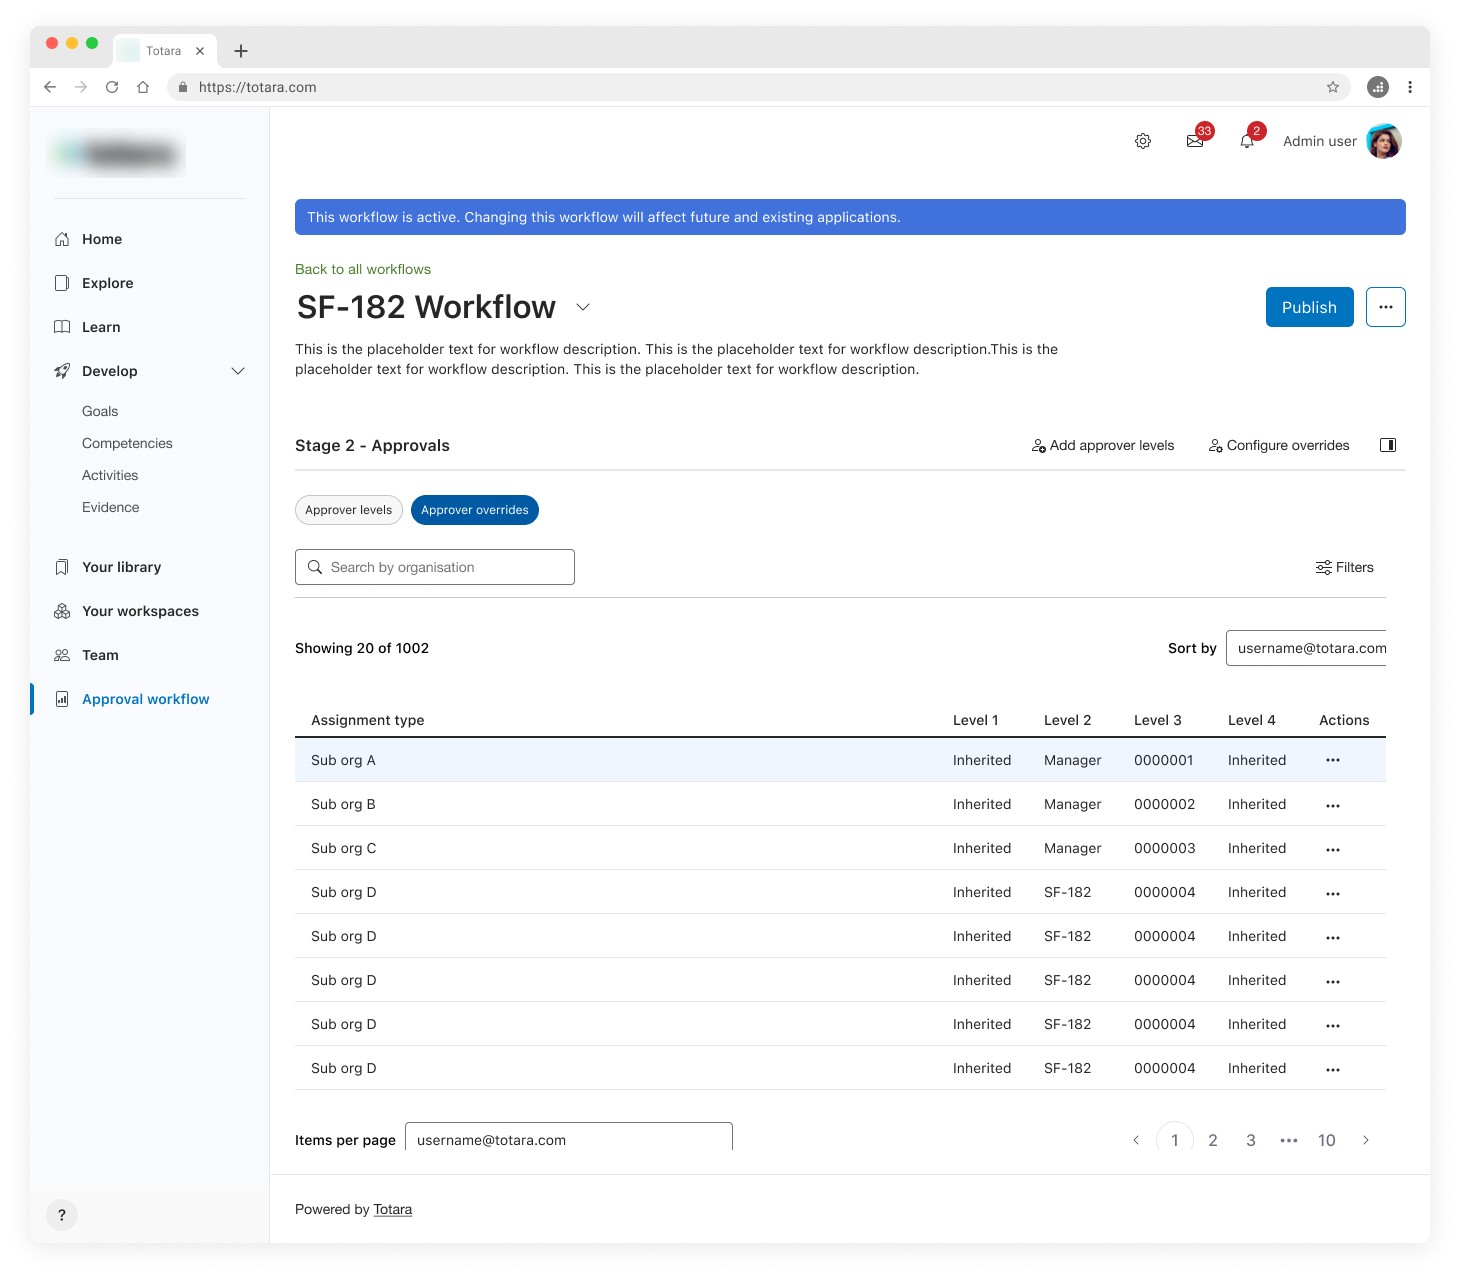 Totara
https://totara.com
33
2
Admin user
Home
Explore
Learn
Develop
Goals
Competencies
Activities
Evidence
Your library
Your workspaces
Team
Approval workflow
?
This workflow is active. Changing this workflow will affect future and existing applications.
Back to all workflows
SF-182 Workflow
Publish
This is the placeholder text for workflow description. This is the placeholder text for workflow description.This is the
placeholder text for workflow description. This is the placeholder text for workflow description.
Stage 2 - Approvals
Add approver levels
Configure overrides
Approver levels
Approver overrides
Search by organisation
Filters
Showing 20 of 1002
Sort by
username@totara.com
Assignment type Level 1 Level 2 Level 3 Level 4 Actions
Sub org A Inherited Manager 0000001 Inherited
Sub org B Inherited Manager 0000002 Inherited
Sub org C Inherited Manager 0000003 Inherited
Sub org D Inherited SF-182 0000004 Inherited
Sub org D Inherited SF-182 0000004 Inherited
Sub org D Inherited SF-182 0000004 Inherited
Sub org D Inherited SF-182 0000004 Inherited
Sub org D Inherited SF-182 0000004 Inherited
Items per page
username@totara.com
1 2 3 ••• 10
Powered by Totara